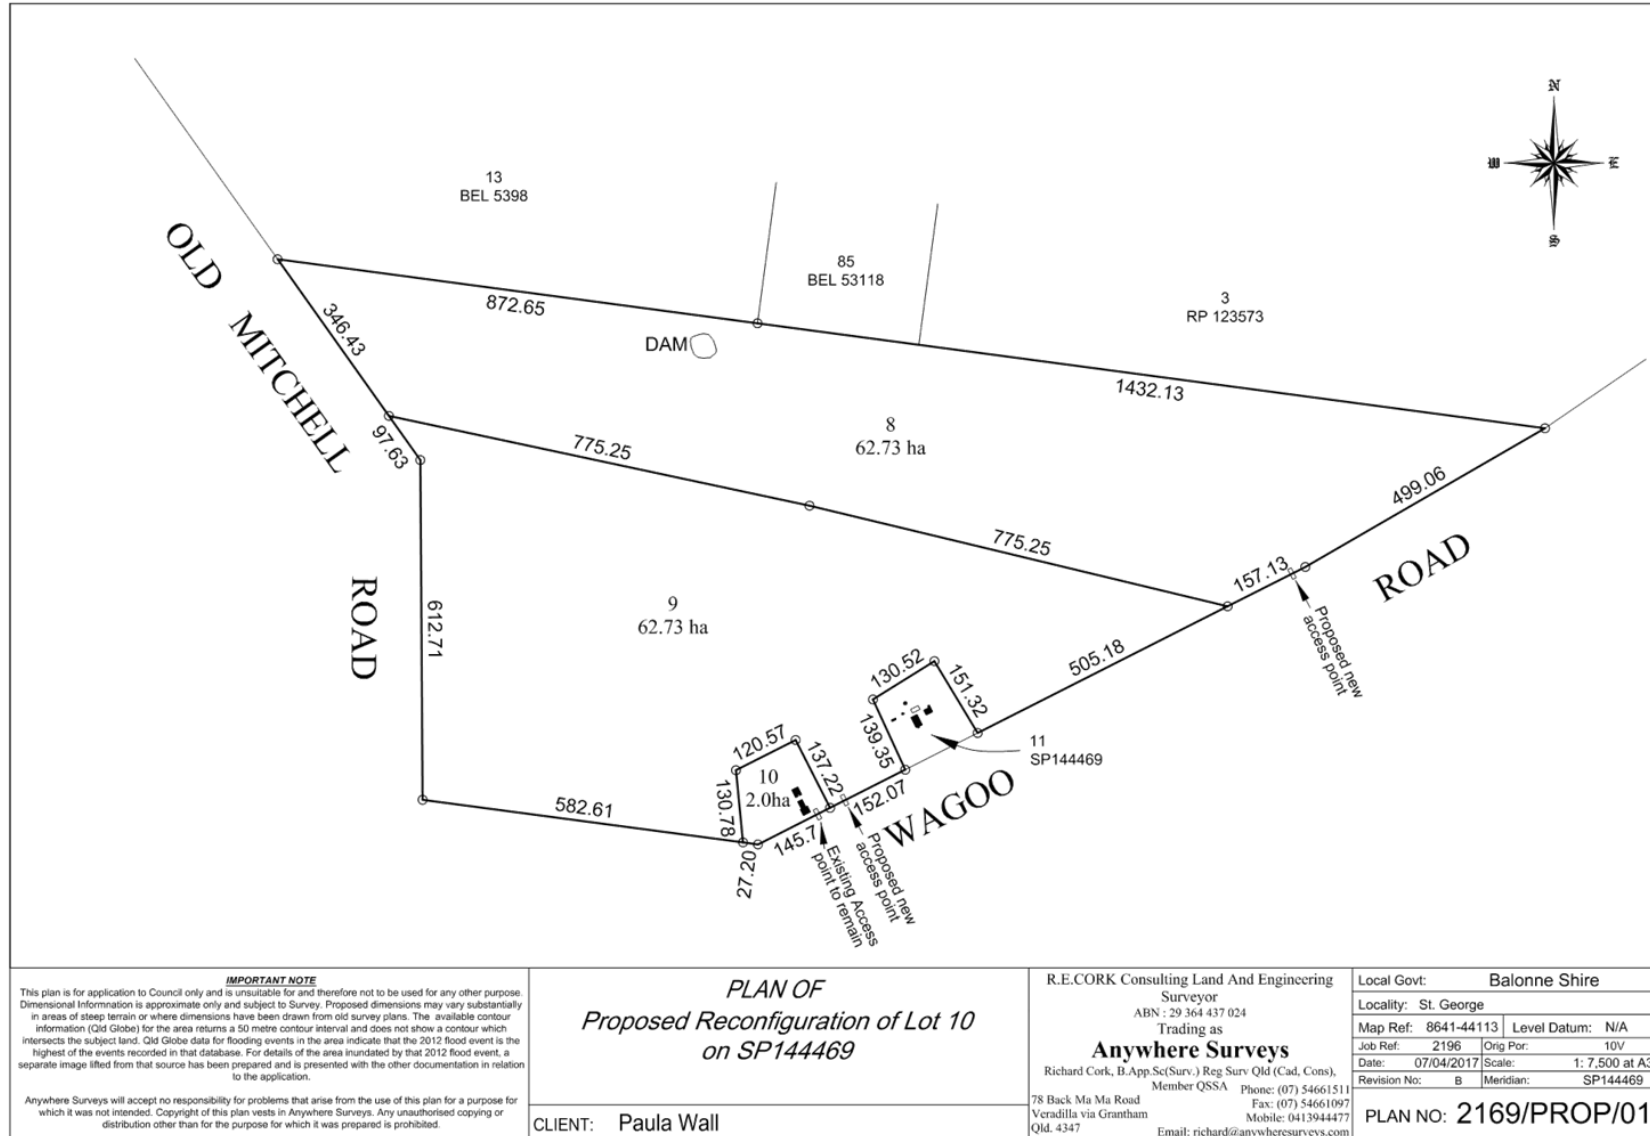 N
W
E
S
13
BEL 5398
85
BEL 53118
3
RP 123573
OLD MITCHELL ROAD
872.65
346.43
DAM
1432.13
8
62.73 ha
97.63
775.25
775.25
499.06
157.13
ROAD
Proposed new
access point
9
62.73 ha
612.71
505.18
130.52
151.32
139.35
11
SP144469
120.57
137.22
10
2.0ha
130.78
582.61
152.07
WAGOO
145.7
27.20
Existing Access
point to remain
Proposed new
access point
IMPORTANT NOTE
This plan is for application to Council only and is unsuitable for and therefore not to be used for any other purpose.
Dimensional Informnation is approximate only and subject to Survey. Proposed dimensions may vary substantially
in areas of steep terrain or where dimensions have been drawn from old survey plans. The available contour
information (Qld Globe) for the area returns a 50 metre contour interval and does not show a contour which
intersects the subject land. Qld Globe data for flooding events in the area indicate that the 2012 flood event is the
highest of the events recorded in that database. For details of the area inundated by that 2012 flood event, a
separate image lifted from that source has been prepared and is presented with the other documentation in relation
to the application.
Anywhere Surveys will accept no responsibility for problems that arise from the use of this plan for a purpose for
which it was not intended. Copyright of this plan vests in Anywhere Surveys. Any unauthorised copying or
distribution other than for the purpose for which it was prepared is prohibited.
PLAN OF
Proposed Reconfiguration of Lot 10
on SP144469
CLIENT: Paula Wall
R.E.CORK Consulting Land And Engineering
Surveyor
ABN : 29 364 437 024
Trading as
Anywhere Surveys
Richard Cork, B.App.Sc(Surv.) Reg Surv Qld (Cad, Cons),
Member QSSA
78 Back Ma Ma Road
Veradilla via Grantham
Qld. 4347
Phone: (07) 54661511
Fax: (07) 54661097
Mobile: 0413944477
Email: richard@anywheresurveys.com
Local Govt: Balonne Shire
Locality: St. George
Map Ref: 8641-44113 Level Datum: N/A
Job Ref: 2196 Orig Por: 10V
Date: 07/04/2017 Scale: 1: 7,500 at A3
Revision No: B Meridian: SP144469
PLAN NO: 2169/PROP/01